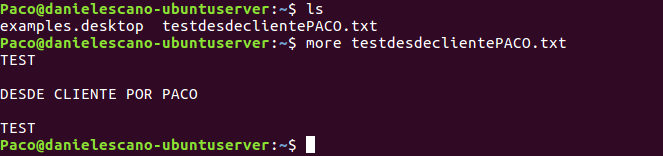 Paco@danielescano-ubuntuserver:~$ ls
examples.desktop  testdesdeclientePACO.txt
Paco@danielescano-ubuntuserver:~$ more testdesdeclientePACO.txt
TEST
DESDE CLIENTE POR PACO
TEST
Paco@danielescano-ubuntuserver:~$